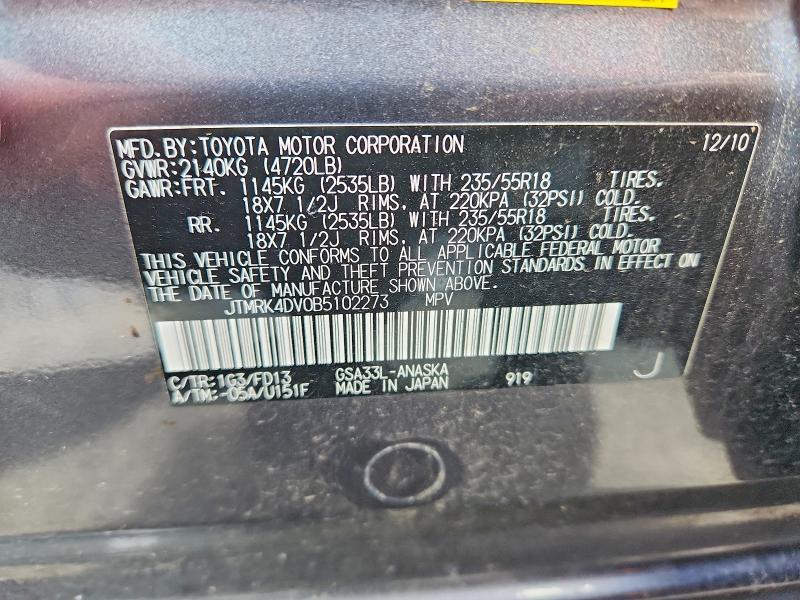 MFD.BY:TOYOTA MOTOR CORPORATION 12/10
GVWR:2140KG (4720LB)
GAWR:FRT. 1145KG (2535LB) WITH 235/55R18 TIRES.
18X7 1/2J RIMS, AT 220KPA (32PSI) COLD.
RR. 1145KG (2535LB) WITH 235/55R18 TIRES.
18X7 1/2J RIMS, AT 220KPA (32PSI) COLD.
THIS VEHICLE CONFORMS TO ALL APPLICABLE FEDERAL MOTOR
VEHICLE SAFETY AND THEFT PREVENTION STANDARDS IN EFFECT ON
THE DATE OF MANUFACTURE SHOWN ABOVE.
JTMRK4DV0B5102273 MPV
C/TR:1G3/FD13 GSA33L-ANASKA
A/TM:-05A/U151F MADE IN JAPAN 919 J